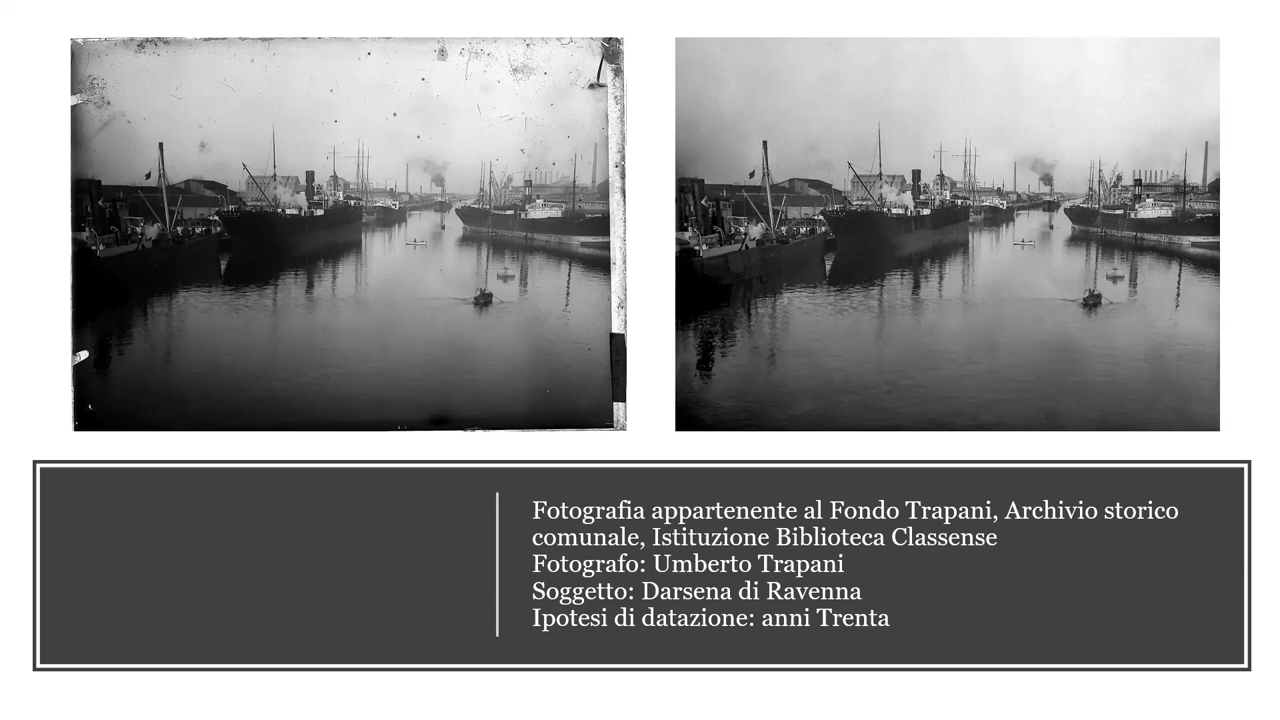 Fotografia appartenente al Fondo Trapani, Archivio storico
comunale, Istituzione Biblioteca Classense
Fotografo: Umberto Trapani
Soggetto: Darsena di Ravenna
Ipotesi di datazione: anni Trenta